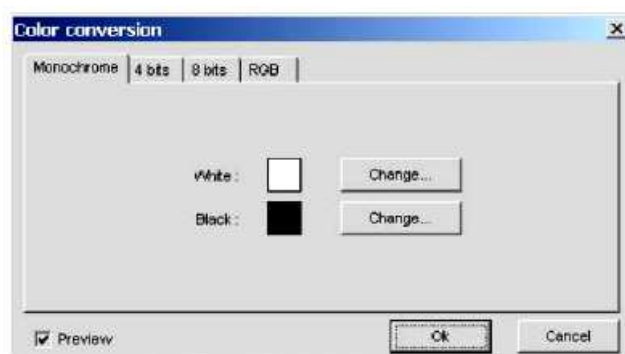 Color conversion
Monochrome 4 bits 8 bits RGB
White : Change...
Black : Change...
Preview Ok Cancel